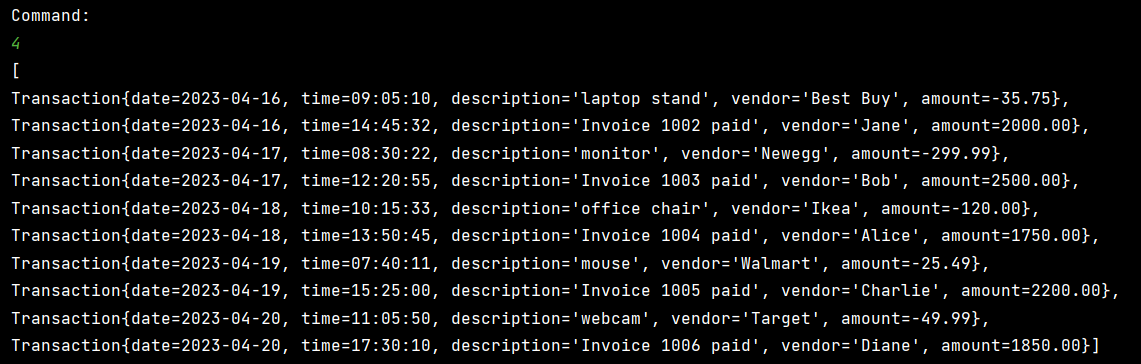 Command:
4
[
Transaction{date=2023-04-16, time=09:05:10, description='laptop stand', vendor='Best Buy', amount=-35.75},
Transaction{date=2023-04-16, time=14:45:32, description='Invoice 1002 paid', vendor='Jane', amount=2000.00},
Transaction{date=2023-04-17, time=08:30:22, description='monitor', vendor='Newegg', amount=-299.99},
Transaction{date=2023-04-17, time=12:20:55, description='Invoice 1003 paid', vendor='Bob', amount=2500.00},
Transaction{date=2023-04-18, time=10:15:33, description='office chair', vendor='Ikea', amount=-120.00},
Transaction{date=2023-04-18, time=13:50:45, description='Invoice 1004 paid', vendor='Alice', amount=1750.00},
Transaction{date=2023-04-19, time=07:40:11, description='mouse', vendor='Walmart', amount=-25.49},
Transaction{date=2023-04-19, time=15:25:00, description='Invoice 1005 paid', vendor='Charlie', amount=2200.00},
Transaction{date=2023-04-20, time=11:05:50, description='webcam', vendor='Target', amount=-49.99},
Transaction{date=2023-04-20, time=17:30:10, description='Invoice 1006 paid', vendor='Diane', amount=1850.00}]